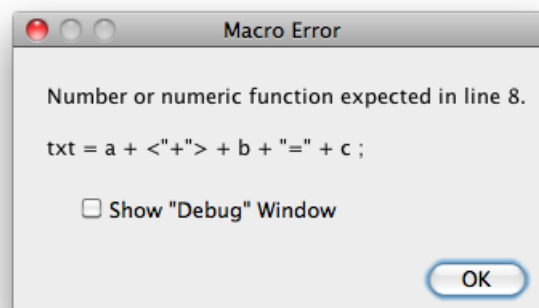 Macro Error
Number or numeric function expected in line 8.
txt = a + <"+"> + b + "=" + c ;
Show "Debug" Window
OK